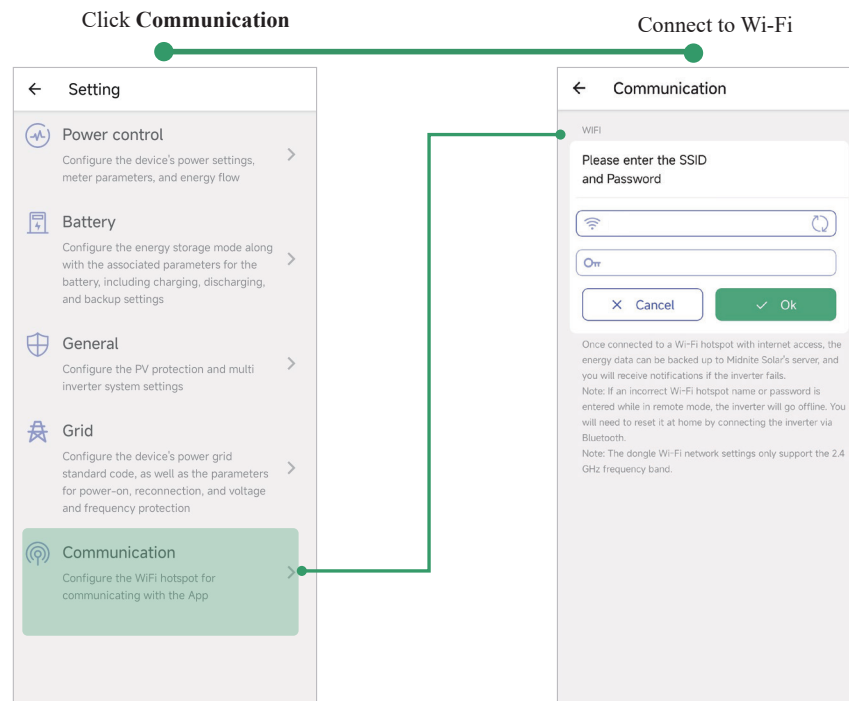 Click Communication
Connect to Wi-Fi
Setting
Power control
Configure the device's power settings,
meter parameters, and energy flow
Battery
Configure the energy storage mode along
with the associated parameters for the
battery, including charging, discharging,
and backup settings
General
Configure the PV protection and multi
inverter system settings
Grid
Configure the device's power grid
standard code, as well as the parameters
for power-on, reconnection, and voltage
and frequency protection
Communication
Configure the WiFi hotspot for
communicating with the App
Communication
WIFI
Please enter the SSID
and Password
Cancel
Ok
Once connected to a Wi-Fi hotspot with internet access, the
energy data can be backed up to Midnite Solar's server, and
you will receive notifications if the inverter fails.
Note: If an incorrect Wi-Fi hotspot name or password is
entered while in remote mode, the inverter will go offline. You
will need to reset it at home by connecting the inverter via
Bluetooth.
Note: The dongle Wi-Fi network settings only support the 2.4
GHz frequency band.